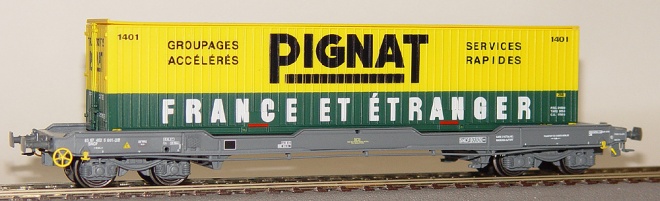 1401
GROUPAGES
ACCÉLÉRÉS
PIGNAT
SERVICES
RAPIDES
1401
FRANCE ET ÉTRANGER